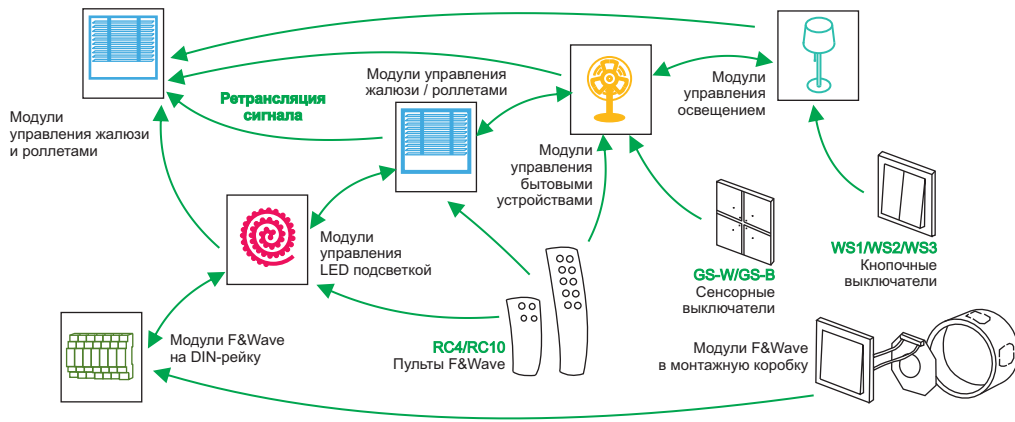 Модули
управления жалюзи
и роллетами
Ретрансляция
сигнала
Модули управления
жалюзи / роллетами
Модули
управления
освещением
Модули
управления
бытовыми
устройствами
Модули
управления
LED подсветкой
GS-W/GS-B
Сенсорные
выключатели
WS1/WS2/WS3
Кнопочные
выключатели
RC4/RC10
Пульты F&Wave
Модули F&Wave
на DIN-рейку
Модули F&Wave
в монтажную коробку